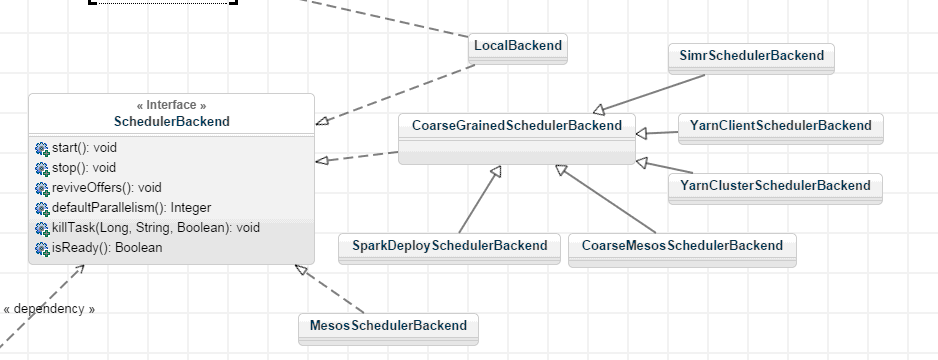 LocalBackend
SimrSchedulerBackend
« Interface »
SchedulerBackend
CoarseGrainedSchedulerBackend
YarnClientSchedulerBackend
start(): void
stop(): void
reviveOffers(): void
YarnClusterSchedulerBackend
defaultParallelism(): Integer
killTask(Long, String, Boolean): void
isReady(): Boolean
SparkDeploySchedulerBackend
CoarseMesosSchedulerBackend
« dependency »
MesosSchedulerBackend